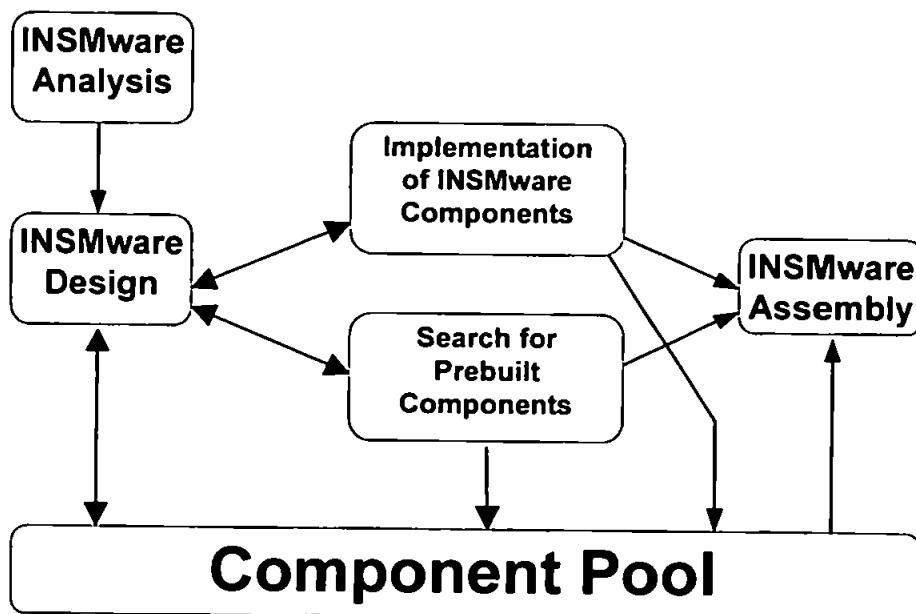 INSMware
Analysis
Implementation
of INSMware
Components
INSMware
Design
INSMware
Assembly
Search for
Prebuilt
Components
Component Pool